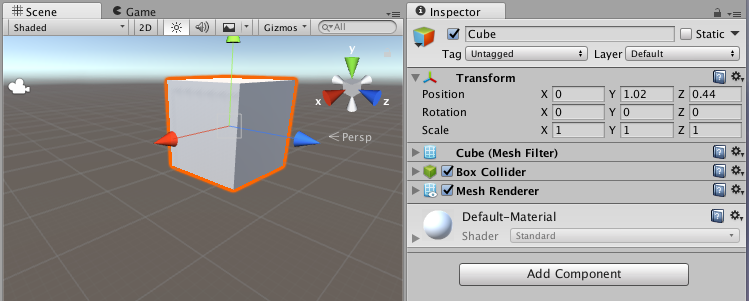 Scene Game
Shaded 2D Gizmos All
y
x z
Persp
Inspector
Cube Static
Tag Untagged Layer Default
Transform
Position X 0 Y 1.02 Z 0.44
Rotation X 0 Y 0 Z 0
Scale X 1 Y 1 Z 1
Cube (Mesh Filter)
Box Collider
Mesh Renderer
Default-Material
Shader Standard
Add Component